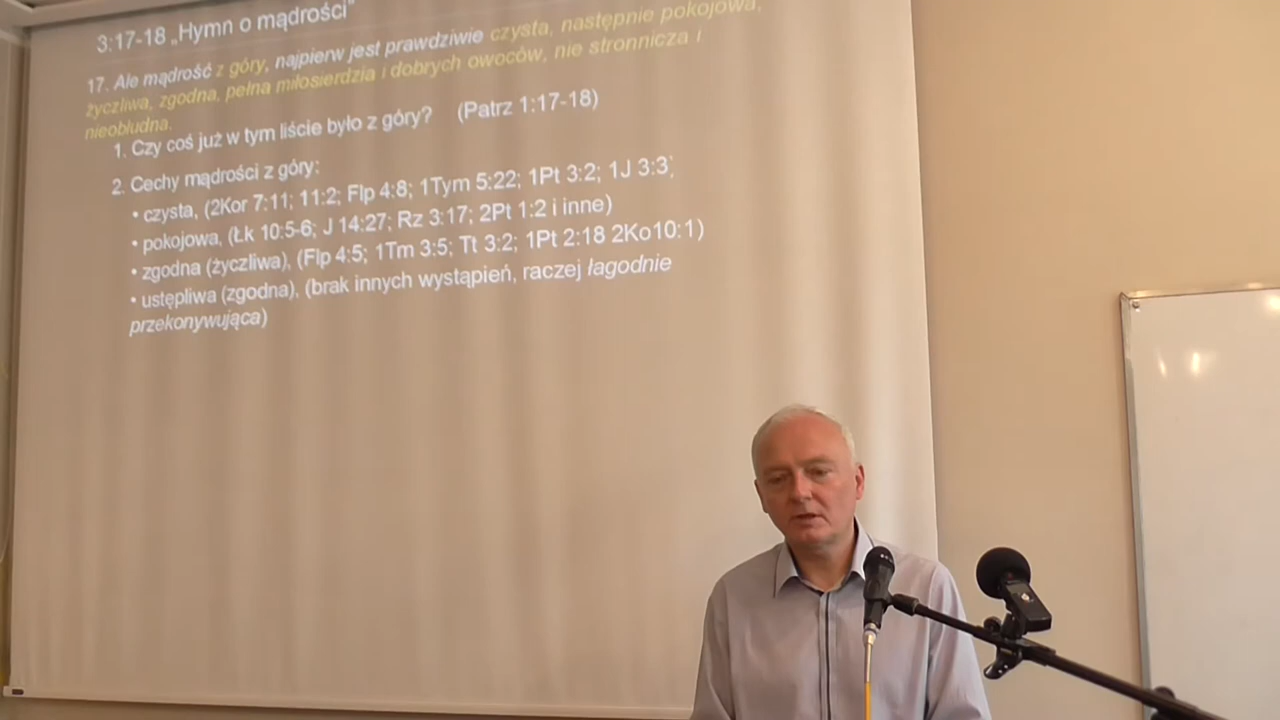 3:17-18 „Hymn o mądrości"
17. Ale mądrość z góry, najpierw jest prawdziwie czysta, następnie pokojowa,
życzliwa, zgodna, pełna miłosierdzia i dobrych owoców, nie stronnicza i
nieobłudna.
1. Czy coś już w tym liście było z góry? (Patrz 1:17-18)
2. Cechy mądrości z góry:
• czysta, (2Kor 7:11; 11:2; Flp 4:8; 1Tym 5:22; 1Pt 3:2; 1J 3:3;
• pokojowa, (Łk 10:5-6; J 14:27; Rz 3:17; 2Pt 1:2 i inne)
• zgodna (życzliwa), (Flp 4:5; 1Tm 3:5; Tt 3:2; 1Pt 2:18 2Ko10:1)
• ustępliwa (zgodna), (brak innych wystąpień, raczej łagodnie
przekonywująca)